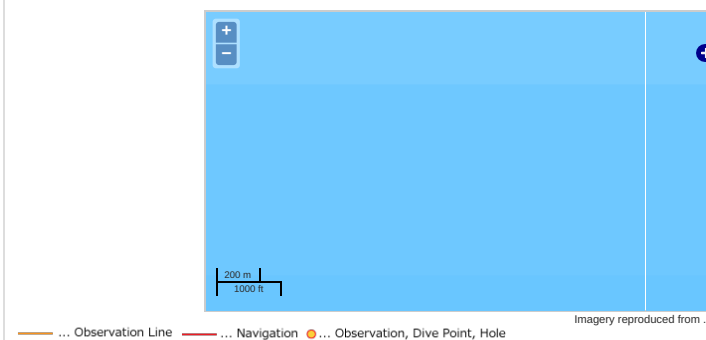 +
−
200 m
1000 ft
Imagery reproduced from .
... Observation Line ... Navigation ... Observation, Dive Point, Hole